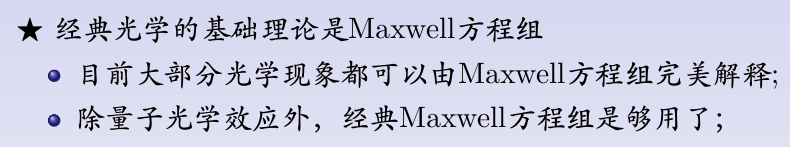 ★ 经典光学的基础理论是Maxwell方程组
目前大部分光学现象都可以由Maxwell方程组完美解释;
除量子光学效应外，经典Maxwell方程组是够用了；